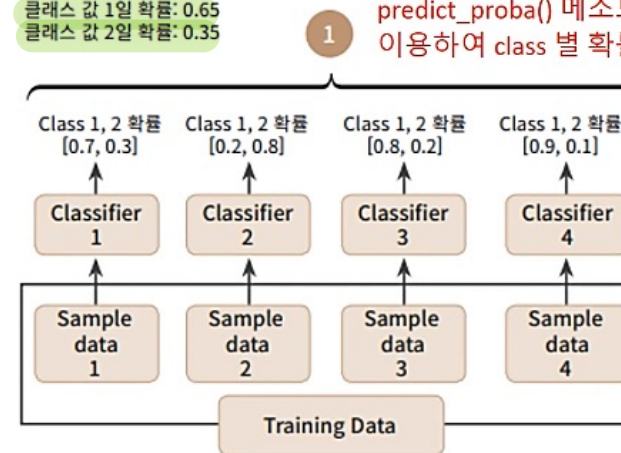 클래스 값 1일 확률: 0.65
클래스 값 2일 확률: 0.35
1
predict_proba() 메소드
이용하여 class 별 확률
Class 1, 2 확률
[0.7, 0.3]
Class 1, 2 확률
[0.2, 0.8]
Class 1, 2 확률
[0.8, 0.2]
Class 1, 2 확률
[0.9, 0.1]
Classifier
1
Classifier
2
Classifier
3
Classifier
4
Sample
data
1
Sample
data
2
Sample
data
3
Sample
data
4
Training Data